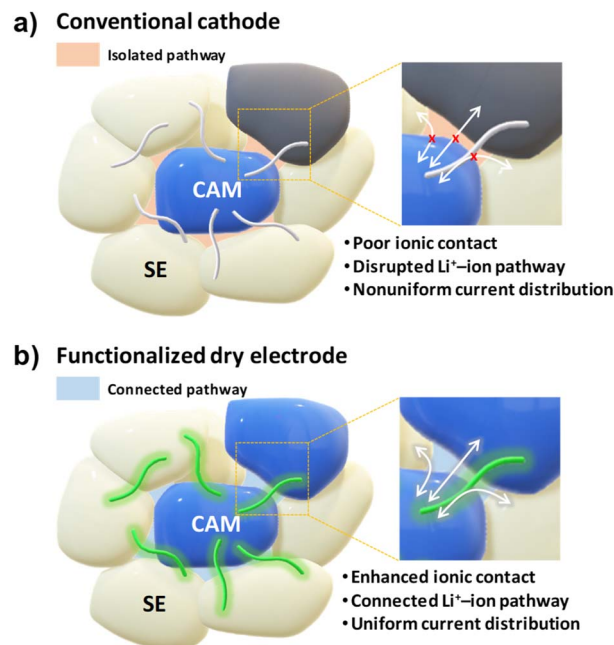 a) Conventional cathode
Isolated pathway
CAM
SE
• Poor ionic contact
• Disrupted Li⁺–ion pathway
• Nonuniform current distribution
b) Functionalized dry electrode
Connected pathway
CAM
SE
• Enhanced ionic contact
• Connected Li⁺–ion pathway
• Uniform current distribution